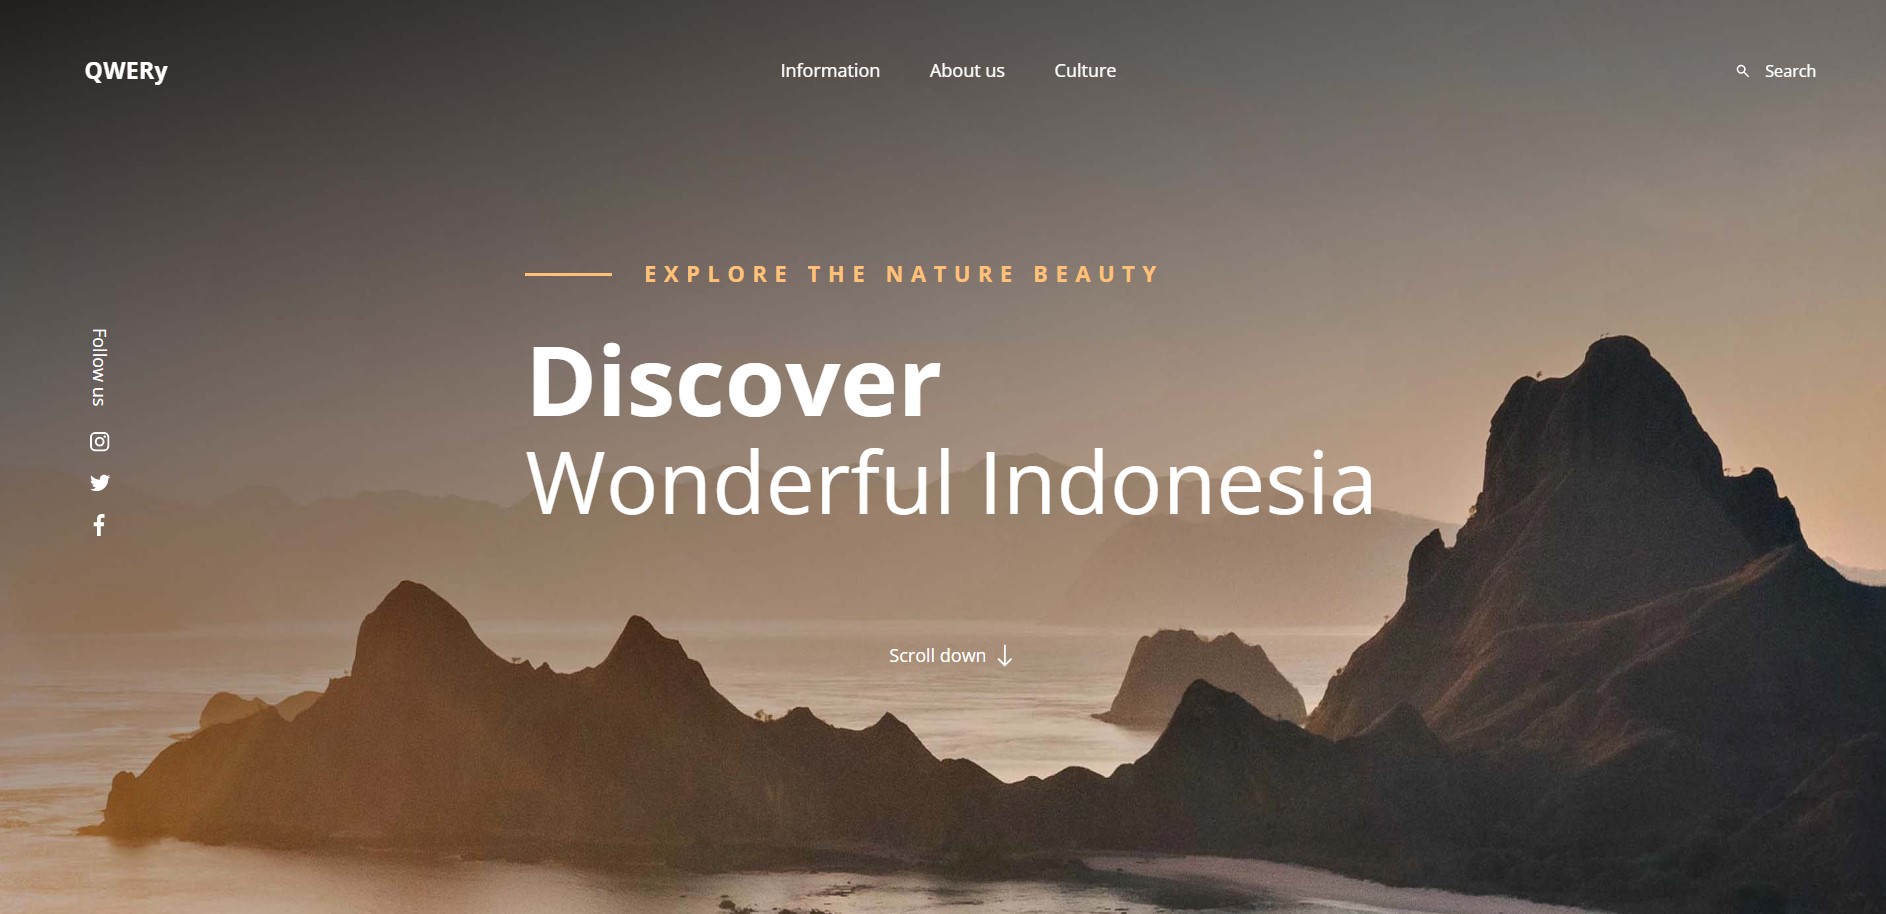 QWERy
Information
About us
Culture
Search
EXPLORE THE NATURE BEAUTY
Discover
Wonderful Indonesia
Follow us
Scroll down